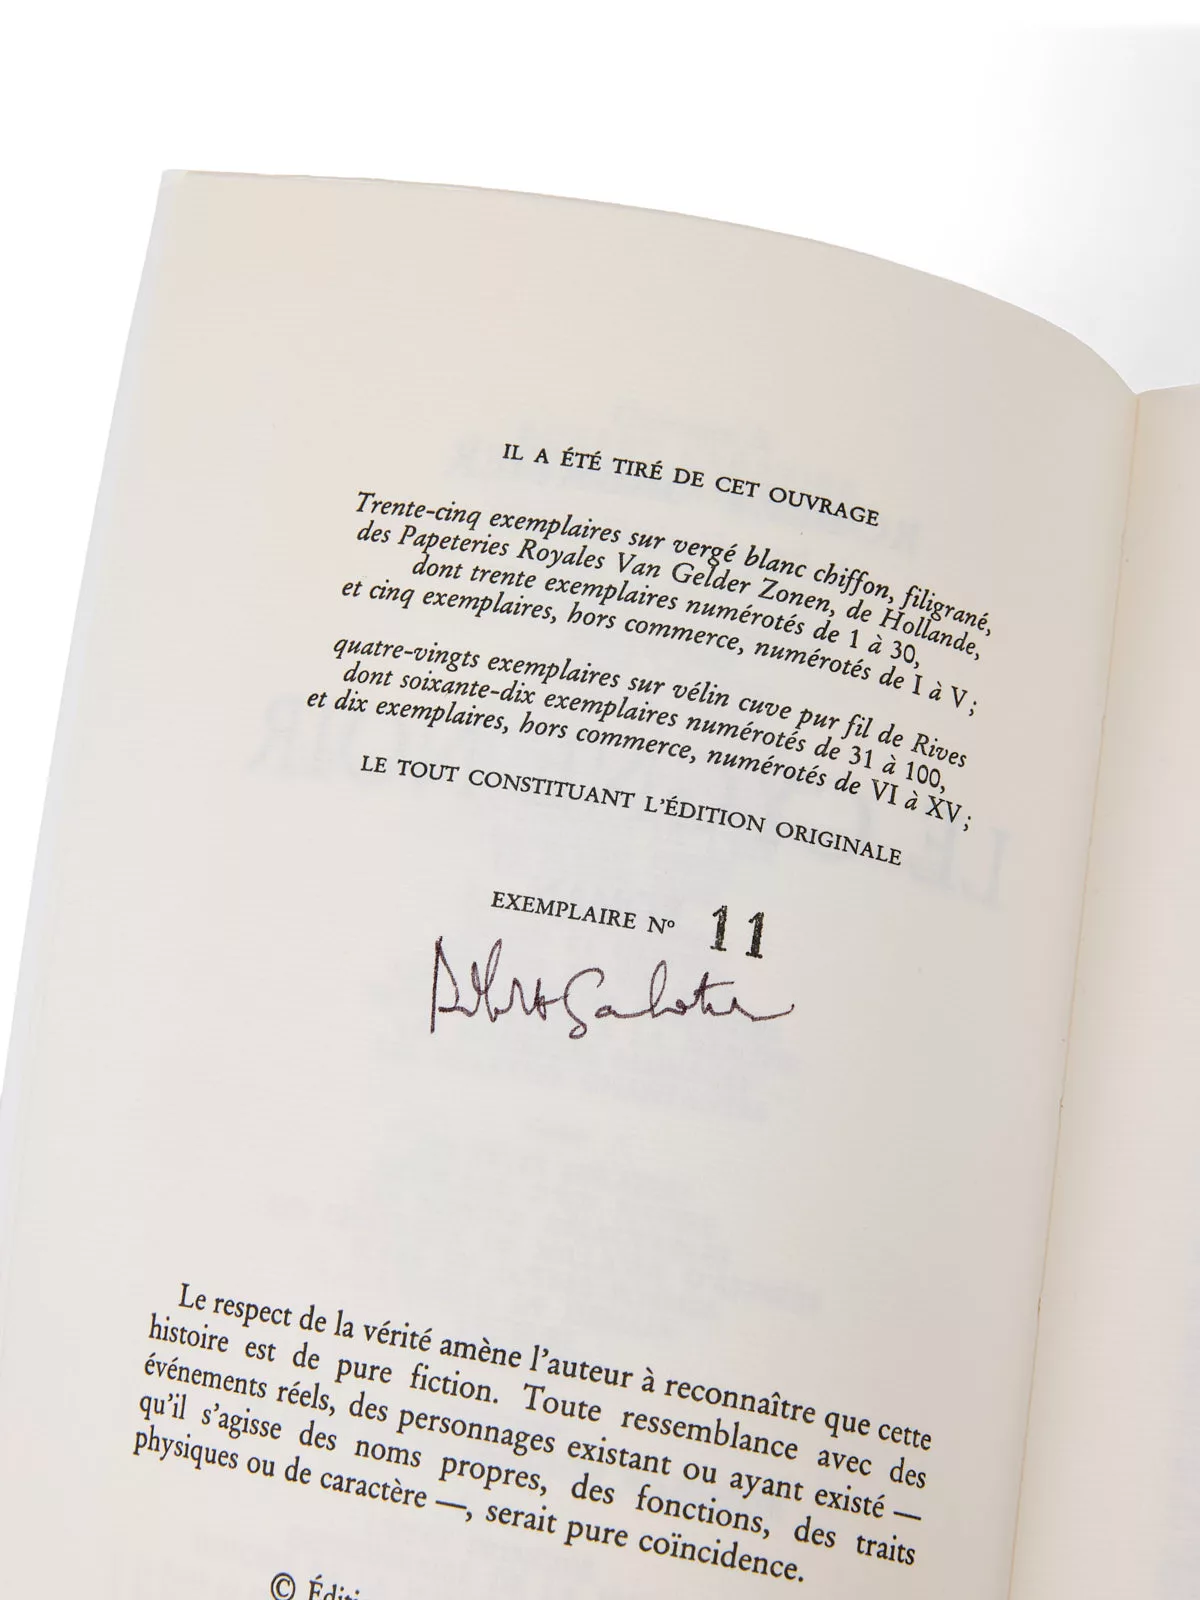 IL A ÉTÉ TIRÉ DE CET OUVRAGE
Trente-cinq exemplaires sur vergé blanc chiffon, filigrané,
des Papeteries Royales Van Gelder Zonen, de Hollande,
dont trente exemplaires numérotés de 1 à 30,
et cinq exemplaires, hors commerce, numérotés de I à V ;
quatre-vingts exemplaires sur vélin cuve pur fil de Rives
dont soixante-dix exemplaires numérotés de 31 à 100,
et dix exemplaires, hors commerce, numérotés de VI à XV ;
LE TOUT CONSTITUANT L'ÉDITION ORIGINALE
EXEMPLAIRE Nº 11
Le respect de la vérité amène l'auteur à reconnaître que cette
histoire est de pure fiction. Toute ressemblance avec des
événements réels, des personnages existant ou ayant existé —
qu'il s'agisse des noms propres, des fonctions, des traits
physiques ou de caractère —, serait pure coïncidence.
© Éditi